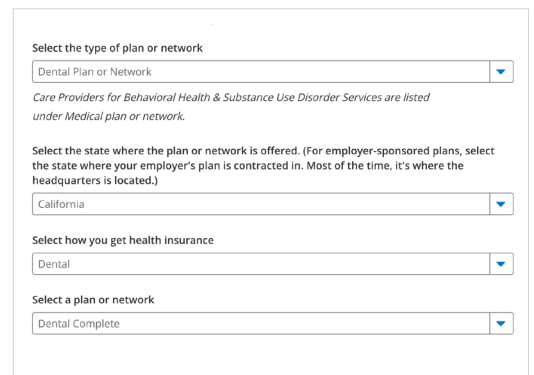 Select the type of plan or network
Dental Plan or Network
Care Providers for Behavioral Health & Substance Use Disorder Services are listed
under Medical plan or network.
Select the state where the plan or network is offered. (For employer-sponsored plans, select
the state where your employer's plan is contracted in. Most of the time, it's where the
headquarters is located.)
California
Select how you get health insurance
Dental
Select a plan or network
Dental Complete